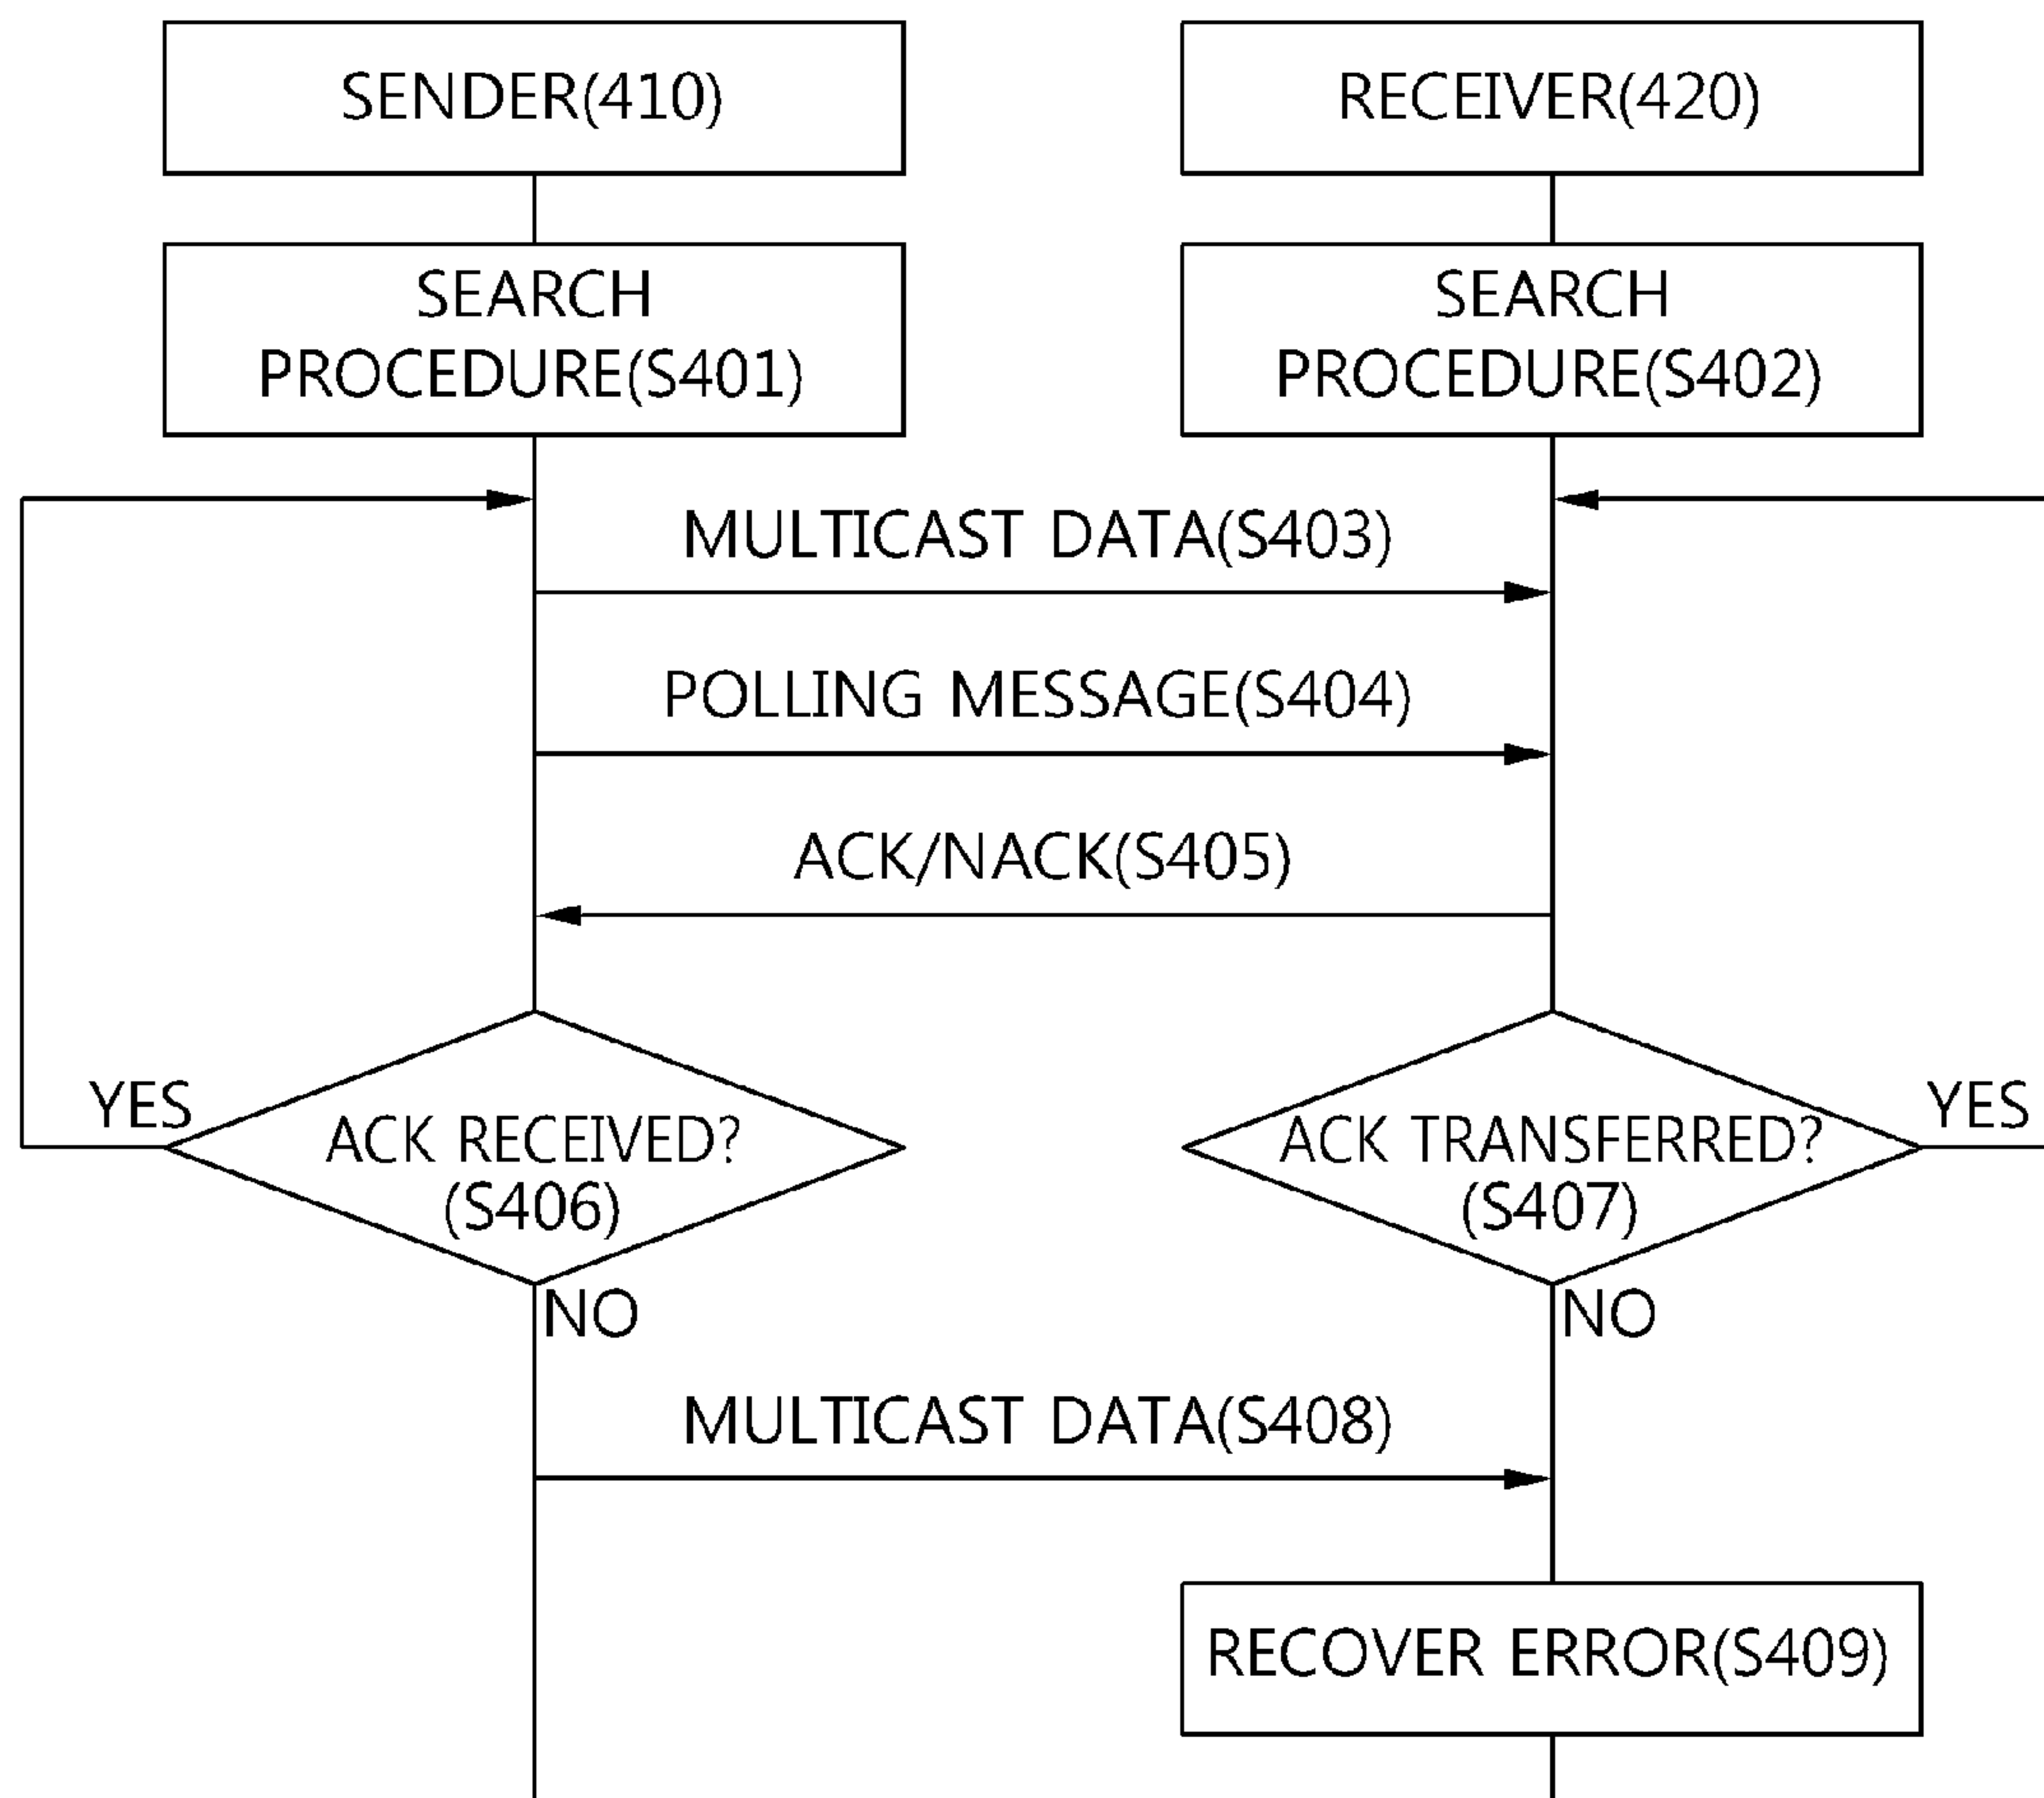 SENDER(410)
RECEIVER(420)
SEARCH
PROCEDURE(S401)
SEARCH
PROCEDURE(S402)
MULTICAST DATA(S403)
POLLING MESSAGE(S404)
ACK/NACK(S405)
YES
ACK RECEIVED?
(S406)
NO
ACK TRANSFERRED?
(S407)
YES
NO
MULTICAST DATA(S408)
RECOVER ERROR(S409)